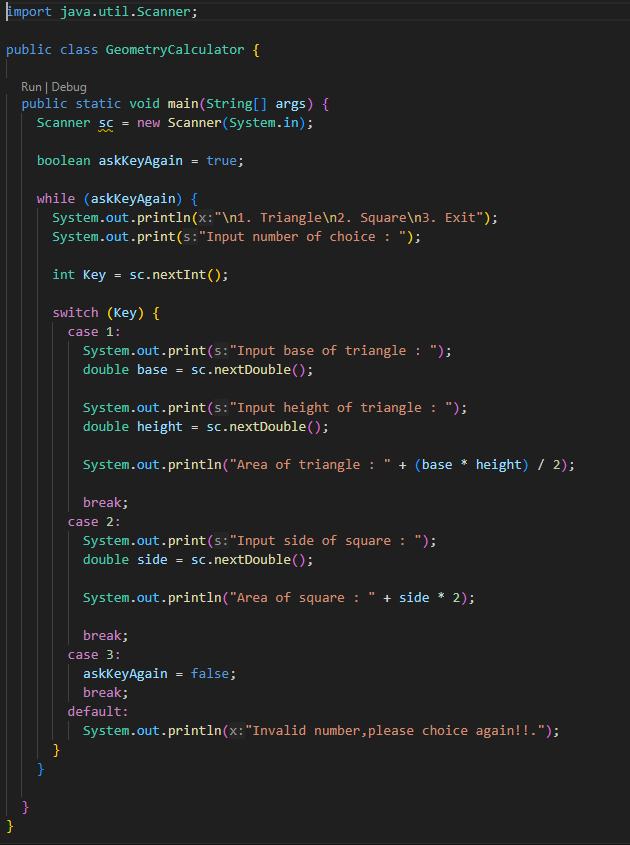 import java.util.Scanner;
public class GeometryCalculator {
Run | Debug
public static void main(String[] args) {
Scanner sc = new Scanner(System.in);
boolean askKeyAgain = true;
while (askKeyAgain) {
System.out.println(x:"\n1. Triangle\n2. Square\n3. Exit");
System.out.print(s:"Input number of choice : ");
int Key = sc.nextInt();
switch (Key) {
case 1:
System.out.print(s:"Input base of triangle : ");
double base = sc.nextDouble();
System.out.print(s:"Input height of triangle : ");
double height = sc.nextDouble();
System.out.println("Area of triangle : " + (base * height) / 2);
break;
case 2:
System.out.print(s:"Input side of square : ");
double side = sc.nextDouble();
System.out.println("Area of square : " + side * 2);
break;
case 3:
askKeyAgain = false;
break;
default:
System.out.println(x:"Invalid number,please choice again!!.");
}
}
}
}